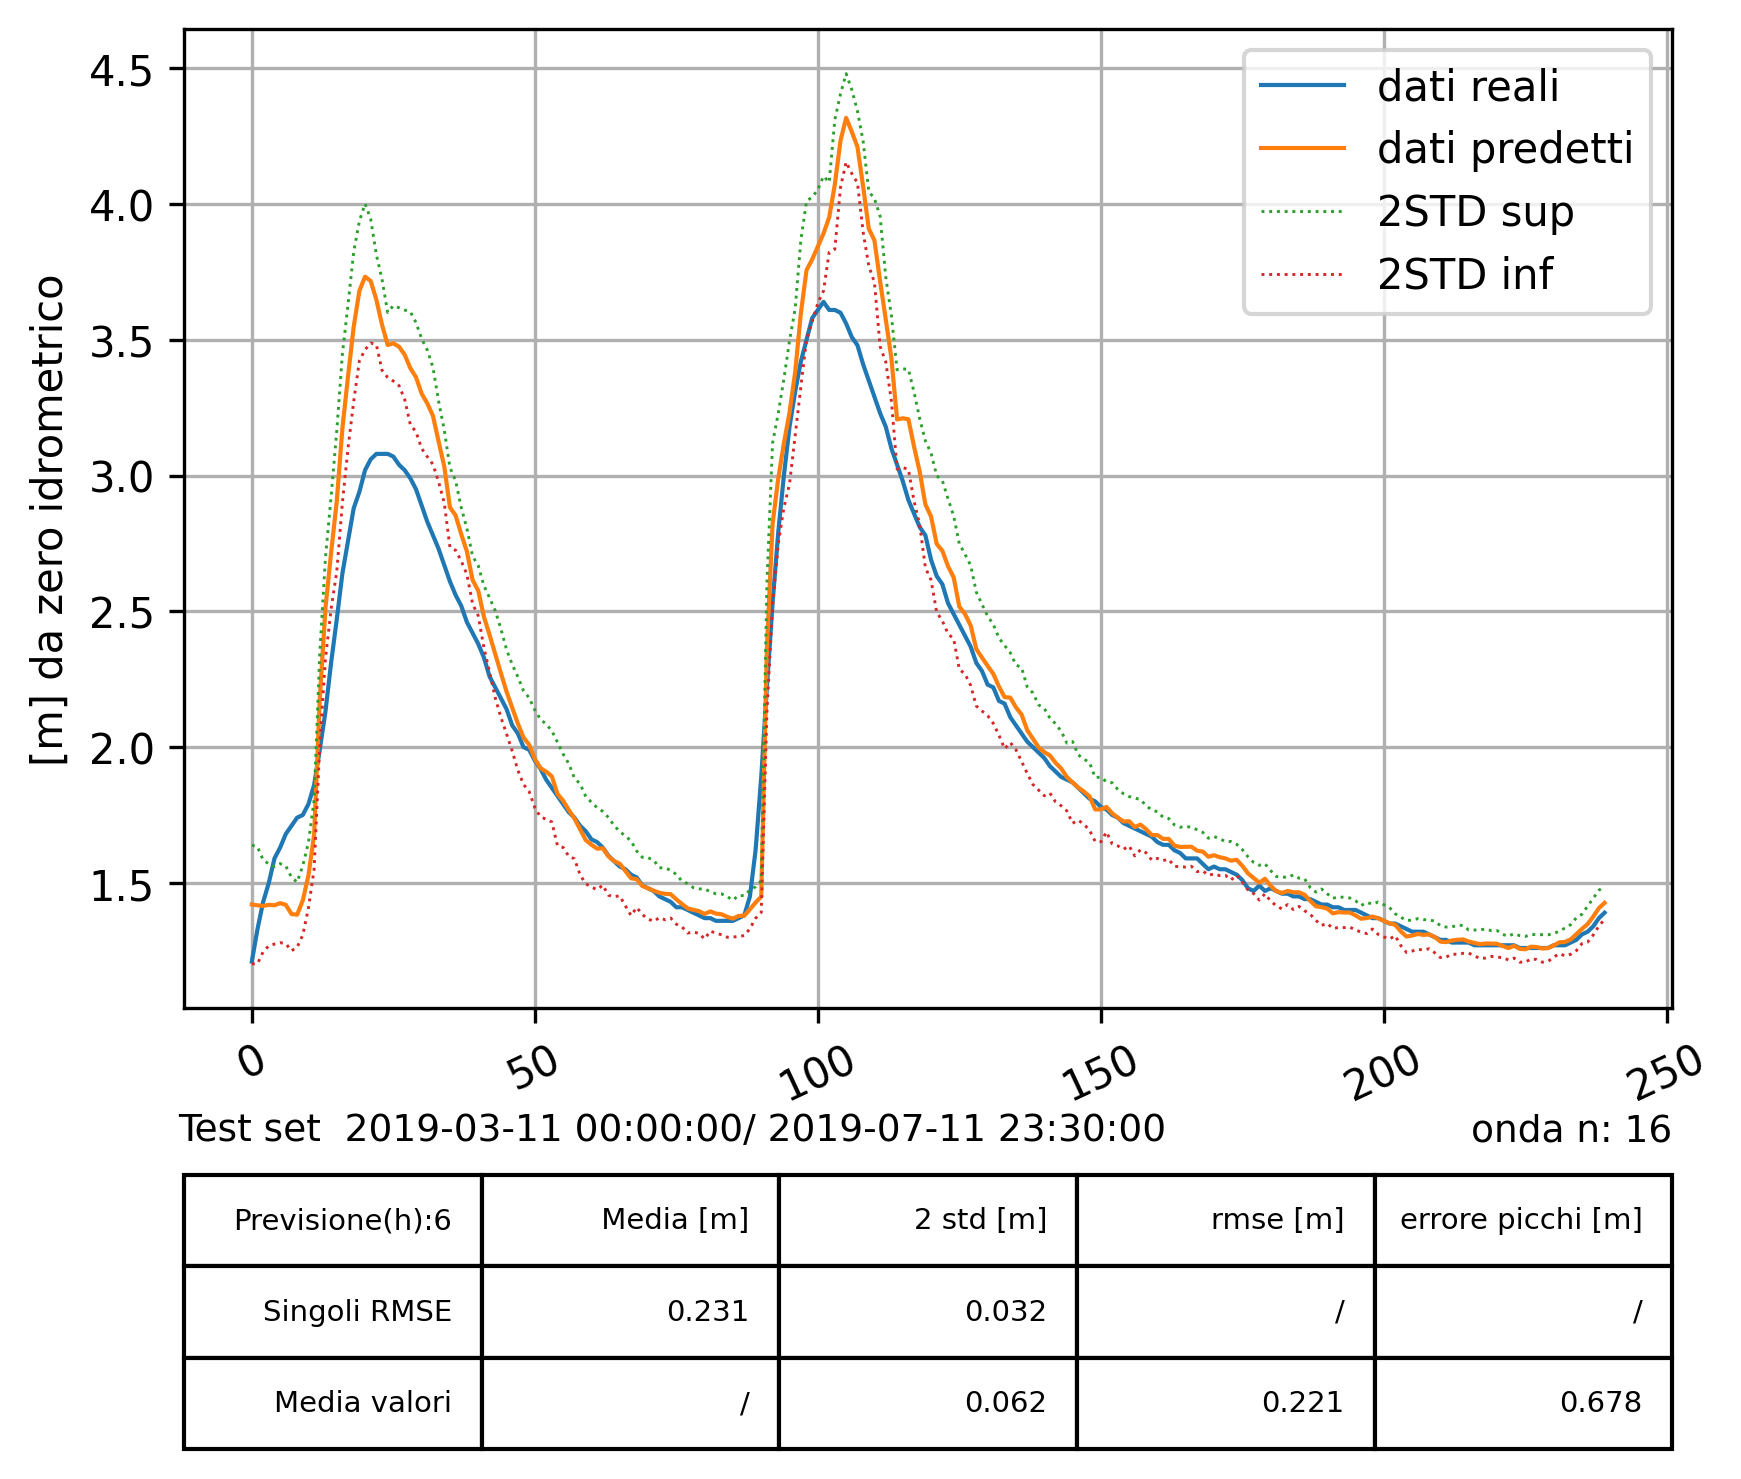 4.5
4.0
3.5
3.0
2.5
2.0
1.5
[m] da zero idrometrico
dati reali
dati predetti
2STD sup
2STD inf
0 50 100 150 200 250
Test set 2019-03-11 00:00:00/ 2019-07-11 23:30:00 onda n: 16
Previsione(h):6 Media [m] 2 std [m] rmse [m] errore picchi [m]
Singoli RMSE 0.231 0.032 / /
Media valori / 0.062 0.221 0.678